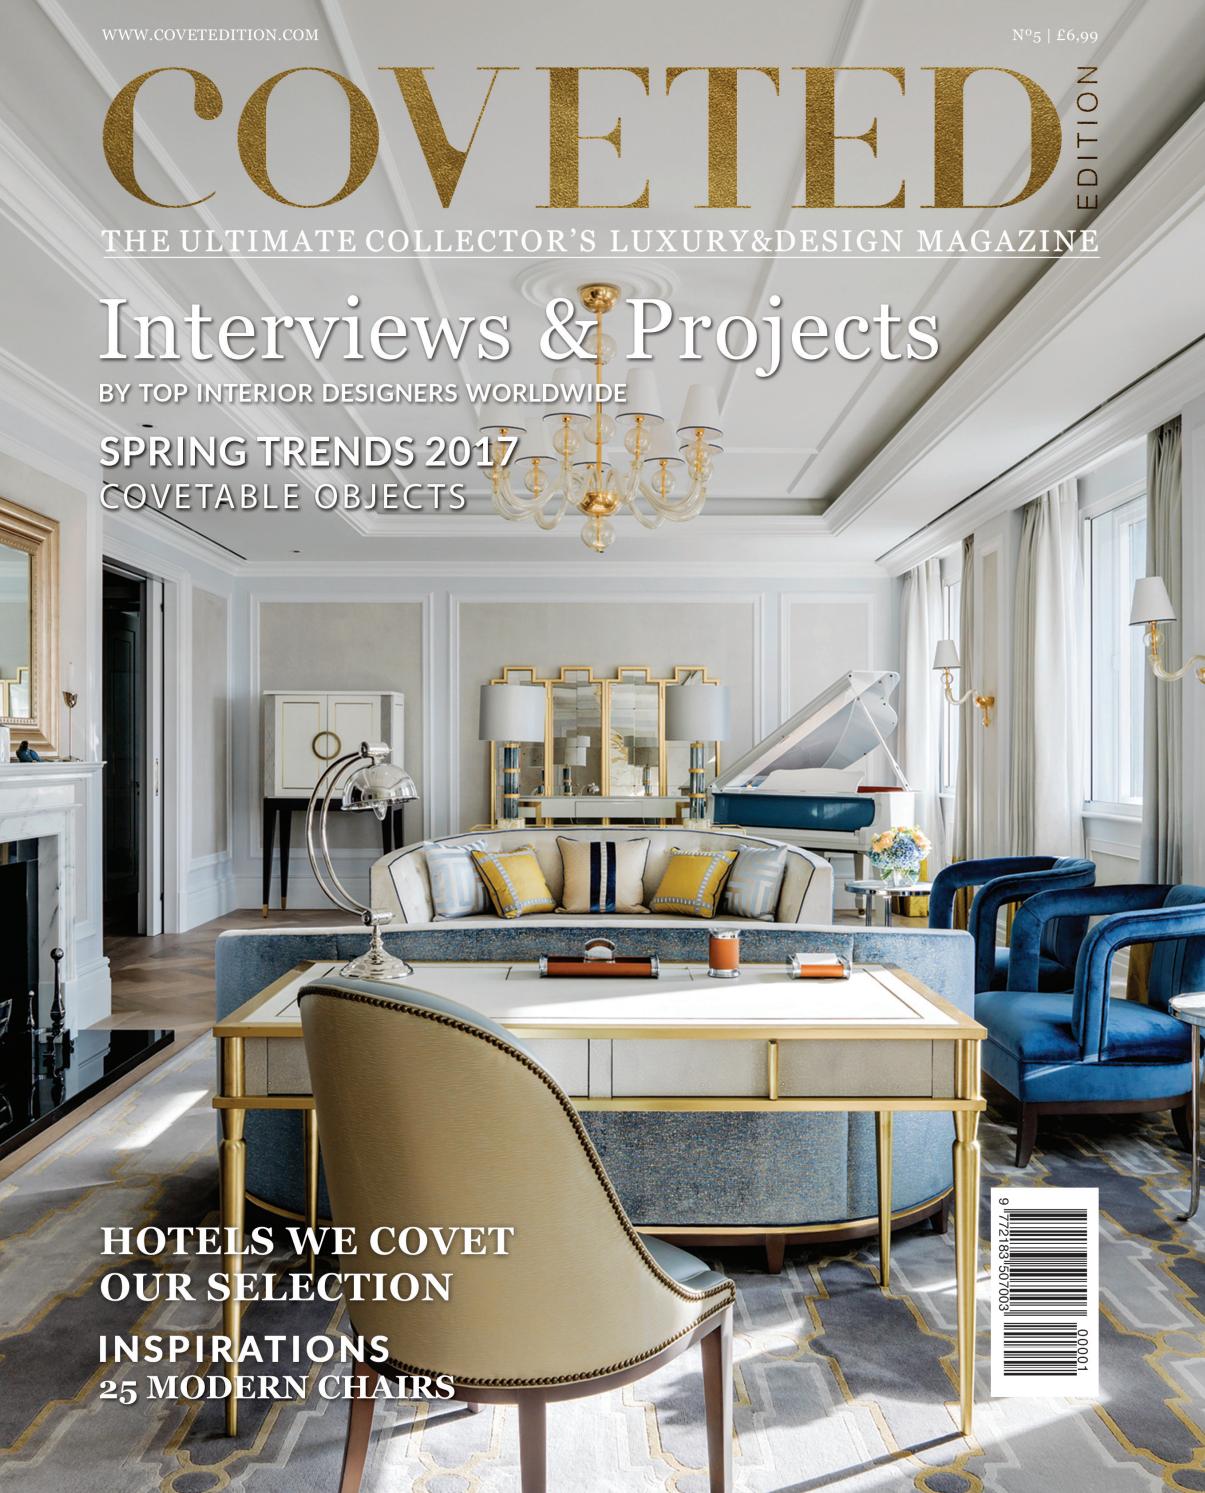 WWW.COVETEDITION.COM
Nº5 | £6,99
COVETED
EDITION
THE ULTIMATE COLLECTOR'S LUXURY&DESIGN MAGAZINE
Interviews & Projects
BY TOP INTERIOR DESIGNERS WORLDWIDE
SPRING TRENDS 2017
COVETABLE OBJECTS
HOTELS WE COVET
OUR SELECTION
INSPIRATIONS
25 MODERN CHAIRS
9 772183 507003
00001